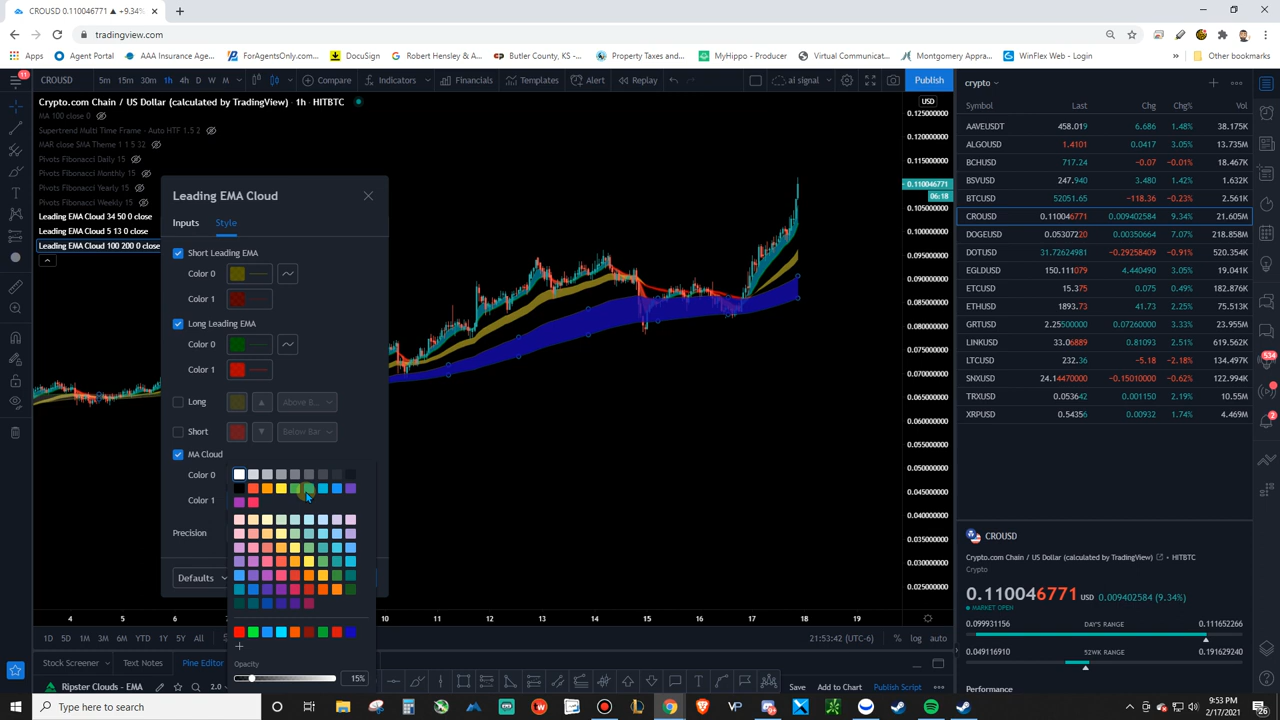 CROUSD 0.110046771 ▲ +9.34%
tradingview.com
Apps
Agent Portal
AAA Insurance Age...
ForAgentsOnly.com
DocuSign
Robert Hensley & E...
Butler County, KS -...
Property Taxes and...
MyHippo - Producer
Virtual Communicat...
Montgomery Apprai...
WinFlex Web - Login
Other bookmarks
11
CROUSD
5m 15m 30m 1h 4h D W M
Compare
Indicators
Financials
Templates
Alert
Replay
ai signal
Publish
crypto
Crypto.com Chain / US Dollar (calculated by TradingView) • 1h • HITBTC
MA 100 close 0
Supertrend Multi Time Frame - Auto HTF 1.5 2
MAR close SMA Theme 1 1 5 32
Pivots Fibonacci Daily 15
Pivots Fibonacci Monthly 15
Pivots Fibonacci Yearly 15
Pivots Fibonacci Weekly 15
Leading EMA Cloud 34 50 0 close
Leading EMA Cloud 5 13 0 close
Leading EMA Cloud 100 200 0 close
Leading EMA Cloud
Inputs Style
Short Leading EMA
Color 0
Color 1
Long Leading EMA
Color 0
Color 1
Long
Above B...
Short
Below Bar
MA Cloud
Color 0
Color 1
Precision
Defaults
Opacity
15%
USD
0.12500000
0.12000000
0.11500000
0.110046771
06:18
0.10500000
0.10000000
0.09500000
0.09000000
0.08500000
0.08000000
0.07500000
0.07000000
0.06500000
0.06000000
0.05500000
0.05000000
0.04500000
0.04000000
0.03500000
0.03000000
0.02500000
4 5 6 7 10 11 12 13 14 15 16 17 18
1D 5D 1M 3M 6M YTD 1Y 5Y All
21:53:42 (UTC-6)
% log auto
Stock Screener
Text Notes
Pine Editor
Ripster Clouds - EMA
2.0
Save
Add to Chart
Publish Script
Symbol Last Chg Chg% Vol
AAVEUSDT 458.019 6.686 1.48% 38.175K
ALGOUSD 1.4101 0.0417 3.05% 13.735M
BCHUSD 717.24 −0.07 −0.01% 18.467K
BSVUSD 247.940 3.480 1.42% 1.632K
BTCUSD 52051.65 −118.36 −0.23% 2.561K
CROUSD 0.110046771 0.009402584 9.34% 21.605M
DOGEUSD 0.05307220 0.00350664 7.07% 218.858M
DOTUSD 31.72624981 −0.29258409 −0.91% 520.354K
EGLDUSD 150.111079 4.440490 3.05% 19.041K
ETCUSD 15.375 0.075 0.49% 182.876K
ETHUSD 1893.73 41.73 2.25% 75.513K
GRTUSD 2.25500000 0.07260000 3.33% 23.955M
LINKUSD 33.06889 0.81093 2.51% 619.562K
LTCUSD 232.36 −5.18 −2.18% 134.497K
SNXUSD 24.14470000 −0.15010000 −0.62% 122.994K
TRXUSD 0.053642 0.001150 2.19% 10.55M
XRPUSD 0.54356 0.00932 1.74% 4.469M
534
2
CROUSD
Crypto.com Chain / US Dollar (calculated by TradingView) • HITBTC
Crypto
0.110046771 USD 0.009402584 (9.34%)
MARKET OPEN
0.099931156 DAY'S RANGE 0.111652266
0.049116910 52WK RANGE 0.191629240
Performance
Type here to search
9:53 PM
2/17/2021
26